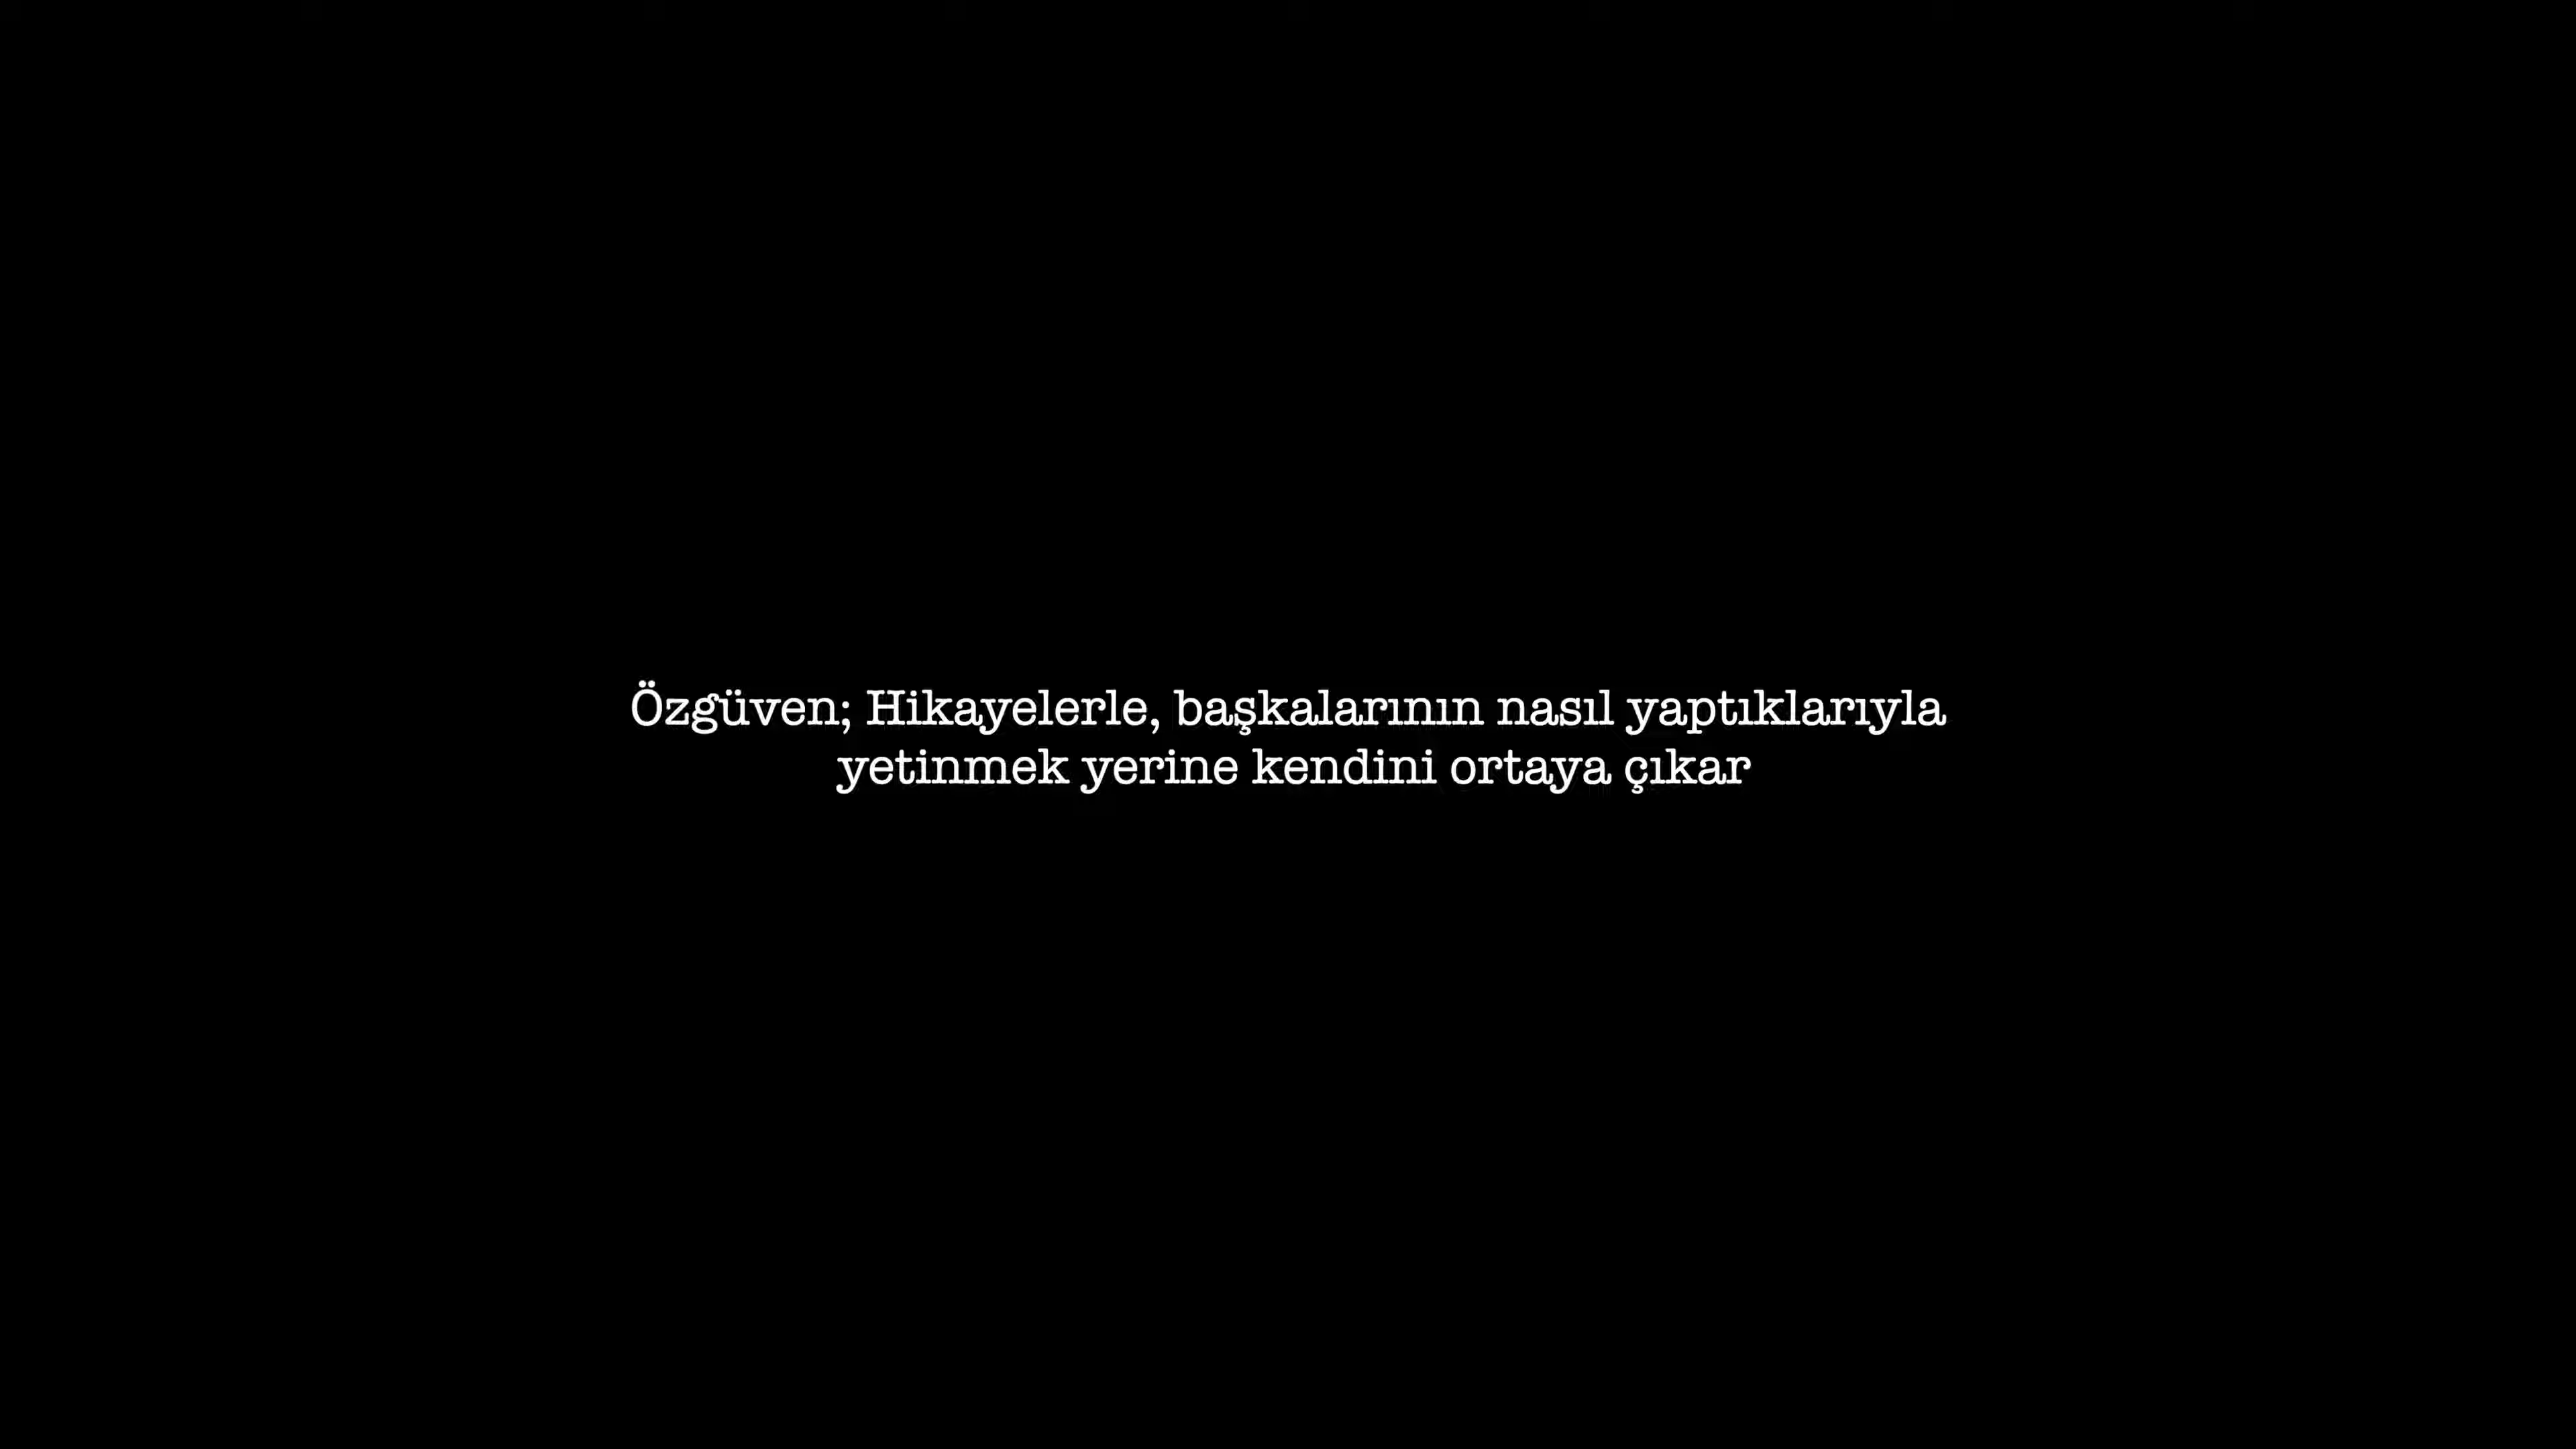 Özgüven; Hikayelerle, başkalarının nasıl yaptıklarıyla
yetinmek yerine kendini ortaya çıkar